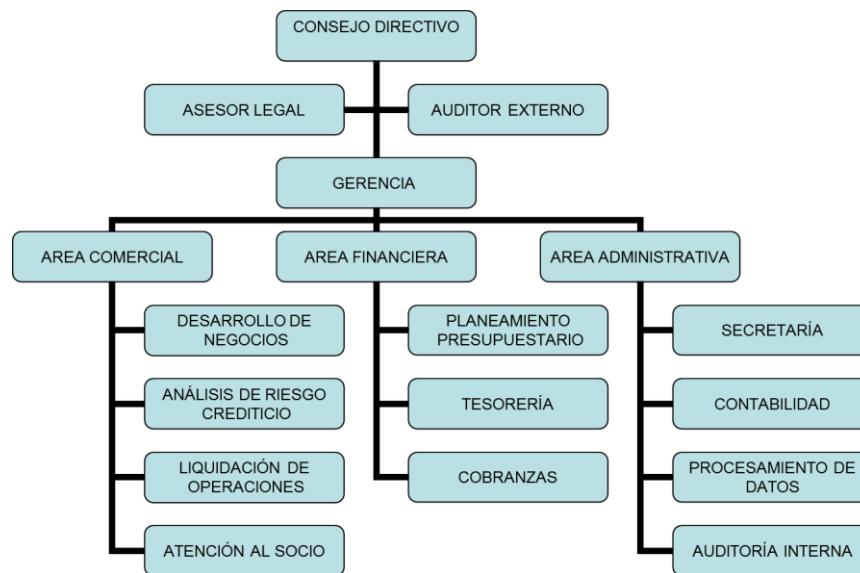 CONSEJO DIRECTIVO
ASESOR LEGAL
AUDITOR EXTERNO
GERENCIA
AREA COMERCIAL
AREA FINANCIERA
AREA ADMINISTRATIVA
DESARROLLO DE
NEGOCIOS
PLANEAMIENTO
PRESUPUESTARIO
SECRETARÍA
ANÁLISIS DE RIESGO
CREDITICIO
TESORERÍA
CONTABILIDAD
LIQUIDACIÓN DE
OPERACIONES
COBRANZAS
PROCESAMIENTO DE
DATOS
ATENCIÓN AL SOCIO
AUDITORÍA INTERNA